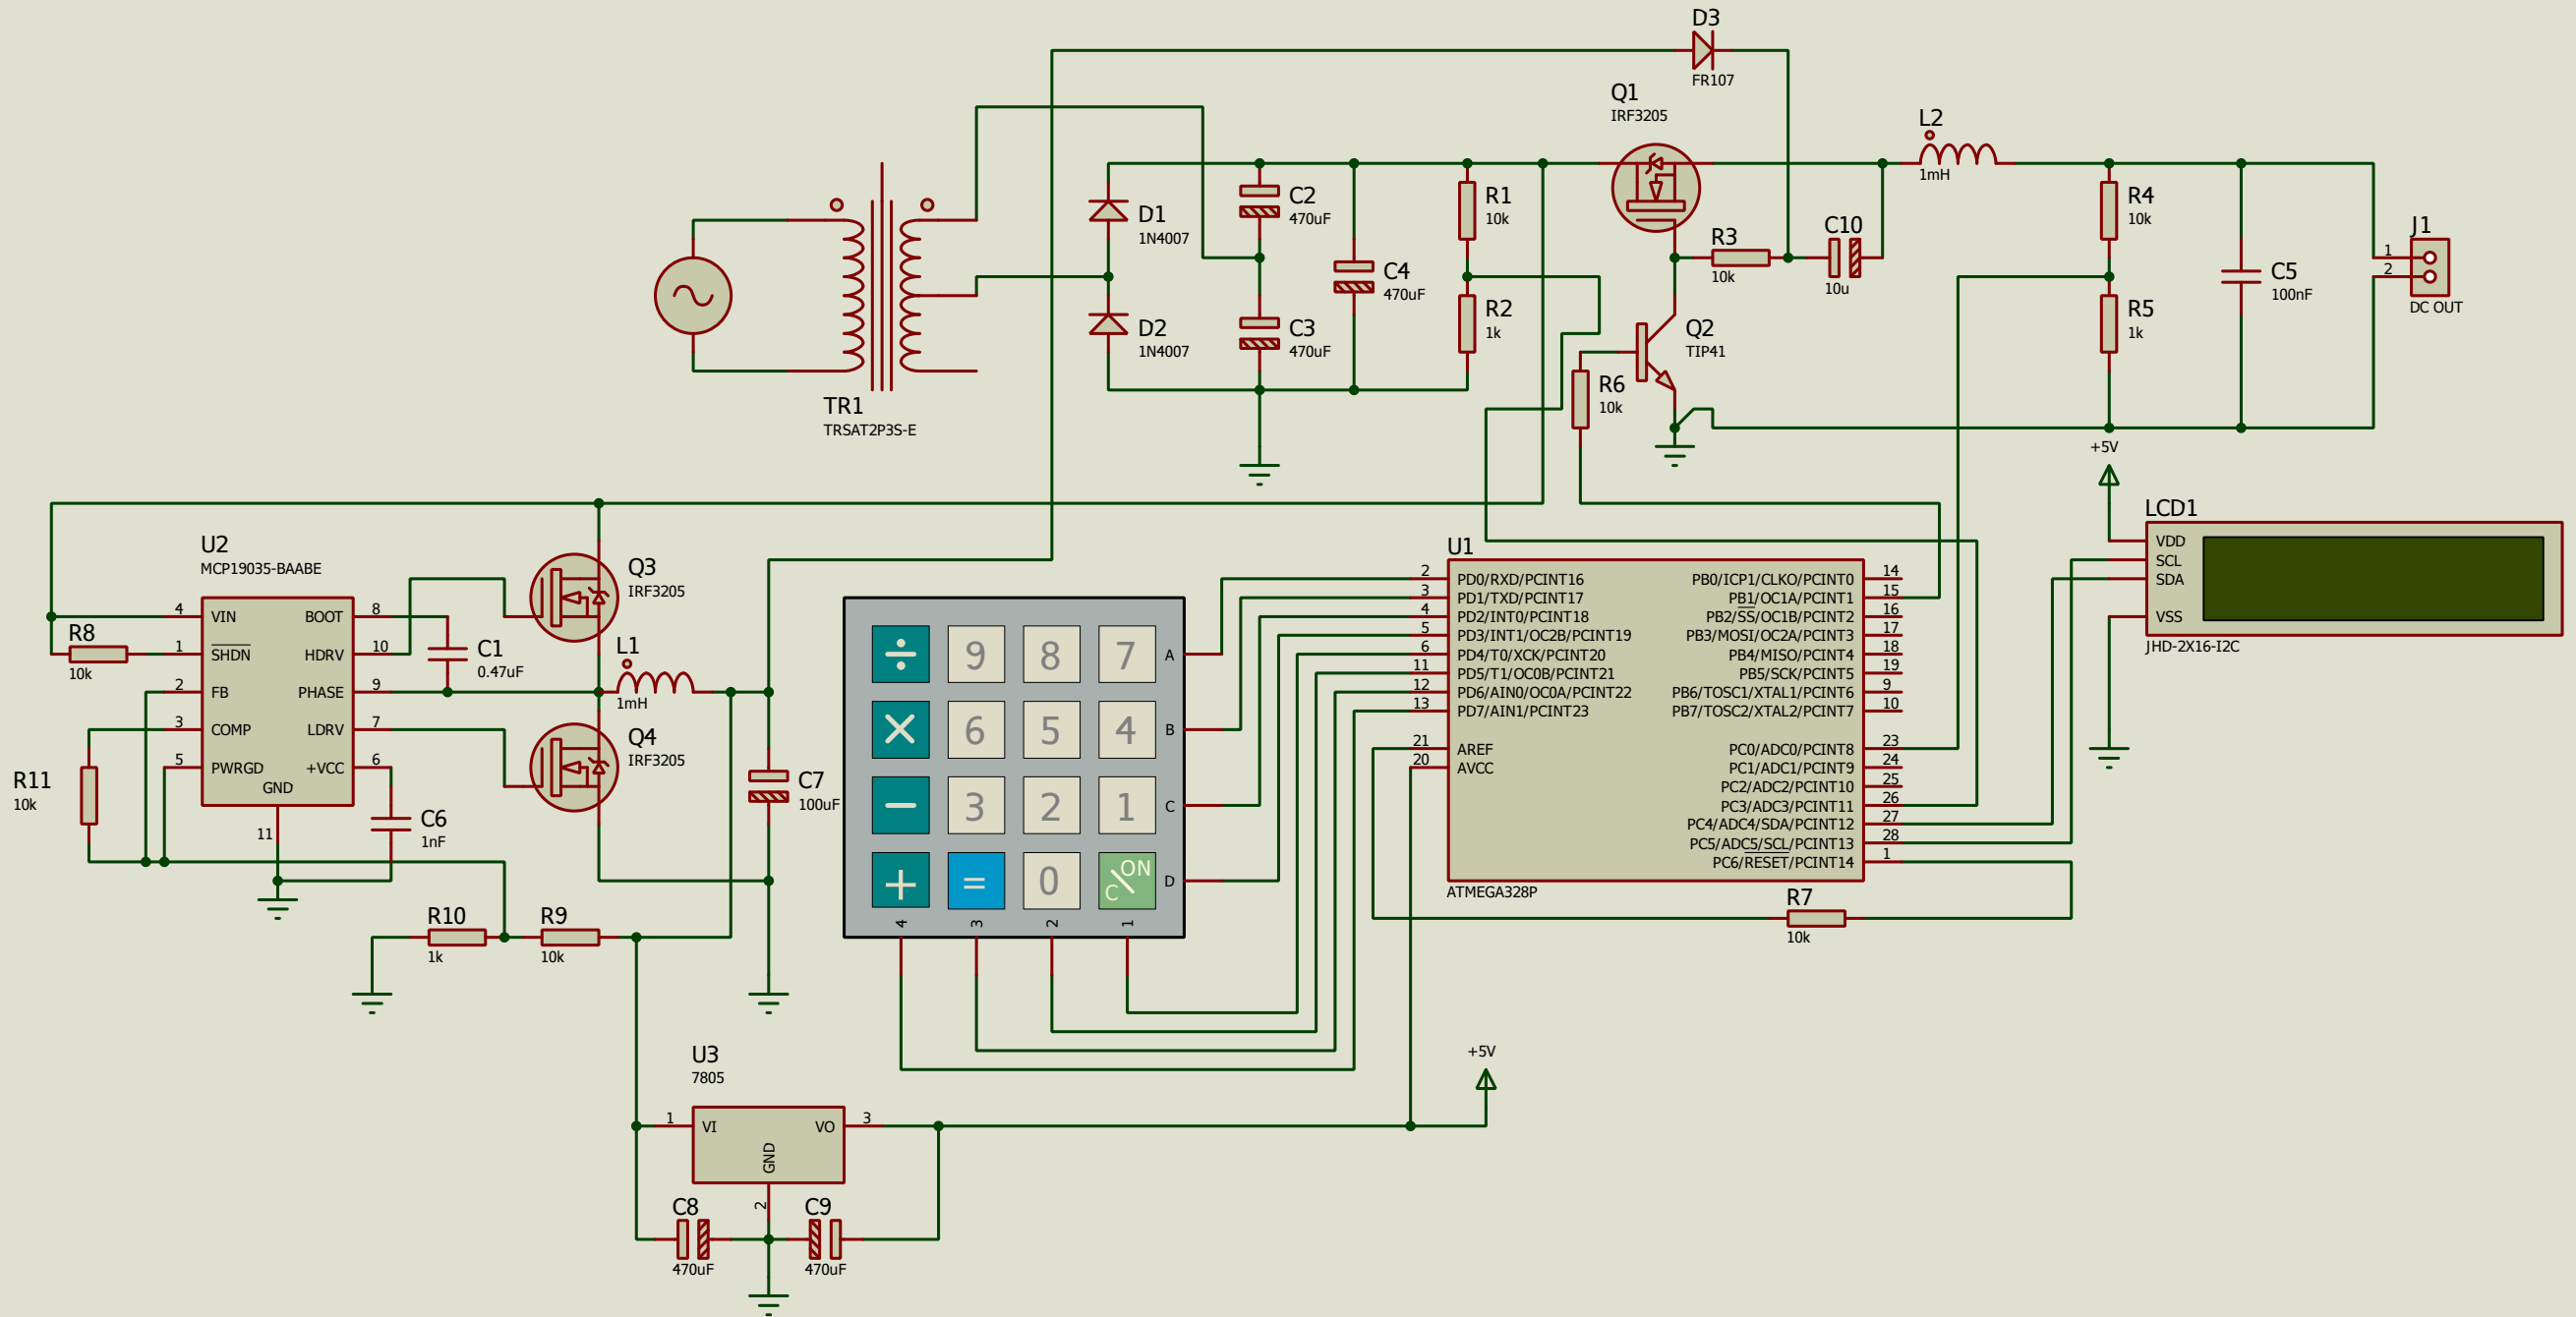 D3
FR107
Q1
IRF3205
L2
1mH
TR1
TRSAT2P3S-E
D1
1N4007
D2
1N4007
C2
470uF
C3
470uF
C4
470uF
R1
10k
R2
1k
R3
10k
C10
10u
Q2
TIP41
R6
10k
R4
10k
R5
1k
C5
100nF
J1
1
2
DC OUT
+5V
LCD1
VDD
SCL
SDA
VSS
JHD-2X16-I2C
U2
MCP19035-BAABE
4 VIN BOOT 8
1 SHDN HDRV 10
2 FB PHASE 9
3 COMP LDRV 7
5 PWRGD +VCC 6
GND
11
R8
10k
R11
10k
C1
0.47uF
C6
1nF
Q3
IRF3205
L1
1mH
Q4
IRF3205
C7
100uF
R10
1k
R9
10k
÷ 9 8 7 A
× 6 5 4 B
− 3 2 1 C
+ = 0 ON/C D
4 3 2 1
U1
2 PD0/RXD/PCINT16 PB0/ICP1/CLKO/PCINT0 14
3 PD1/TXD/PCINT17 PB1/OC1A/PCINT1 15
4 PD2/INT0/PCINT18 PB2/SS/OC1B/PCINT2 16
5 PD3/INT1/OC2B/PCINT19 PB3/MOSI/OC2A/PCINT3 17
6 PD4/T0/XCK/PCINT20 PB4/MISO/PCINT4 18
11 PD5/T1/OC0B/PCINT21 PB5/SCK/PCINT5 19
12 PD6/AIN0/OC0A/PCINT22 PB6/TOSC1/XTAL1/PCINT6 9
13 PD7/AIN1/PCINT23 PB7/TOSC2/XTAL2/PCINT7 10
21 AREF PC0/ADC0/PCINT8 23
20 AVCC PC1/ADC1/PCINT9 24
PC2/ADC2/PCINT10 25
PC3/ADC3/PCINT11 26
PC4/ADC4/SDA/PCINT12 27
PC5/ADC5/SCL/PCINT13 28
PC6/RESET/PCINT14 1
ATMEGA328P
R7
10k
U3
7805
1 VI VO 3
GND
2
+5V
C8
470uF
C9
470uF